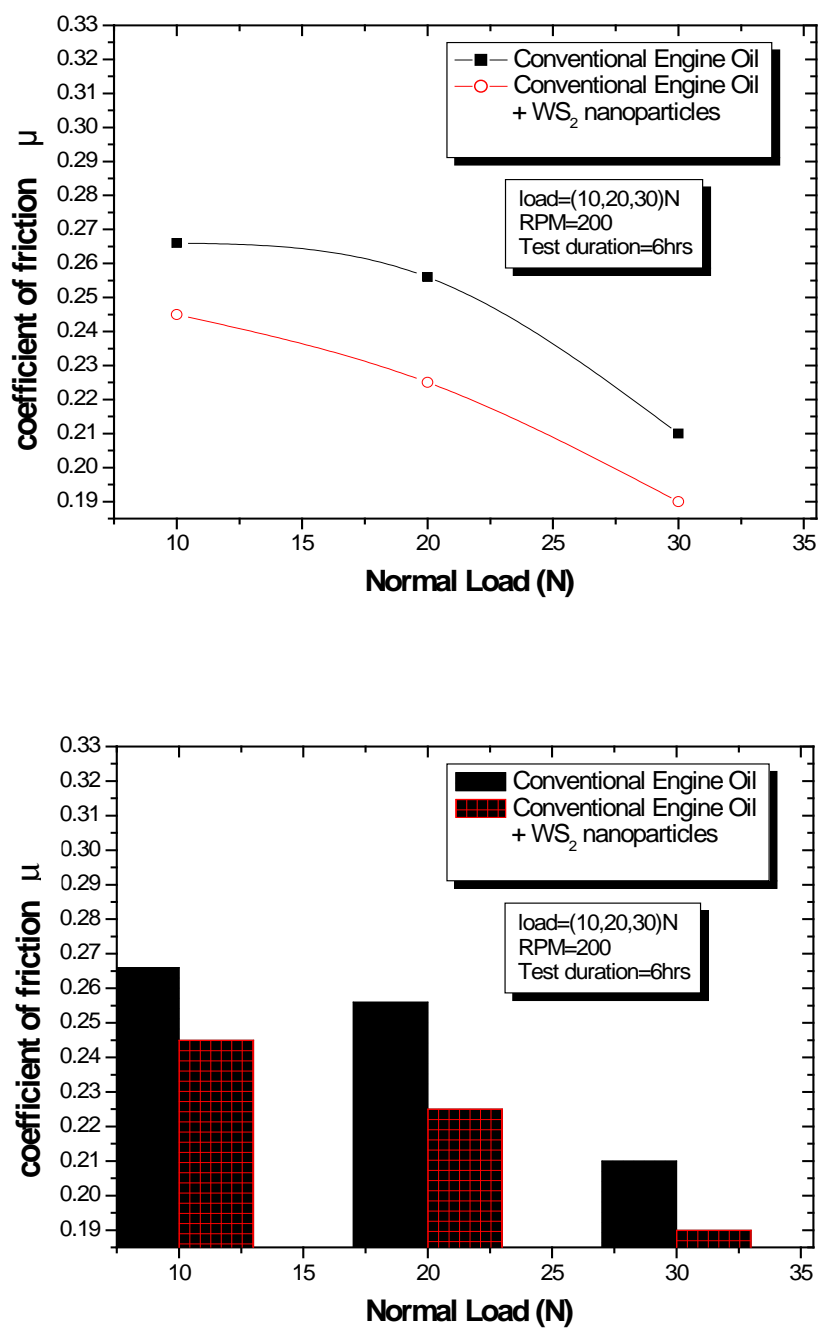 0.33
0.32
0.31
0.30
0.29
0.28
0.27
0.26
0.25
0.24
0.23
0.22
0.21
0.20
0.19
coefficient of friction μ
Conventional Engine Oil
Conventional Engine Oil
+ WS₂ nanoparticles
load=(10,20,30)N
RPM=200
Test duration=6hrs
10 15 20 25 30 35
Normal Load (N)
0.33
0.32
0.31
0.30
0.29
0.28
0.27
0.26
0.25
0.24
0.23
0.22
0.21
0.20
0.19
coefficient of friction μ
Conventional Engine Oil
Conventional Engine Oil
+ WS₂ nanoparticles
load=(10,20,30)N
RPM=200
Test duration=6hrs
10 15 20 25 30 35
Normal Load (N)